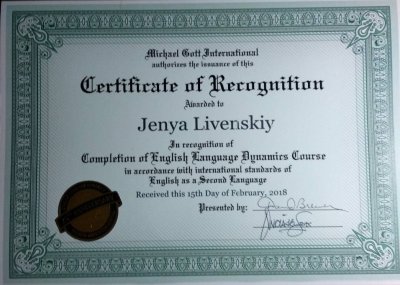 Michael Gott International
authorizes the issuance of this
Certificate of Recognition
Awarded to
Jenya Livenskiy
In recognition of
Completion of English Language Dynamics Course
in accordance with international standards of
English as a Second Language
Received this 15th Day of February, 2018
Presented by: